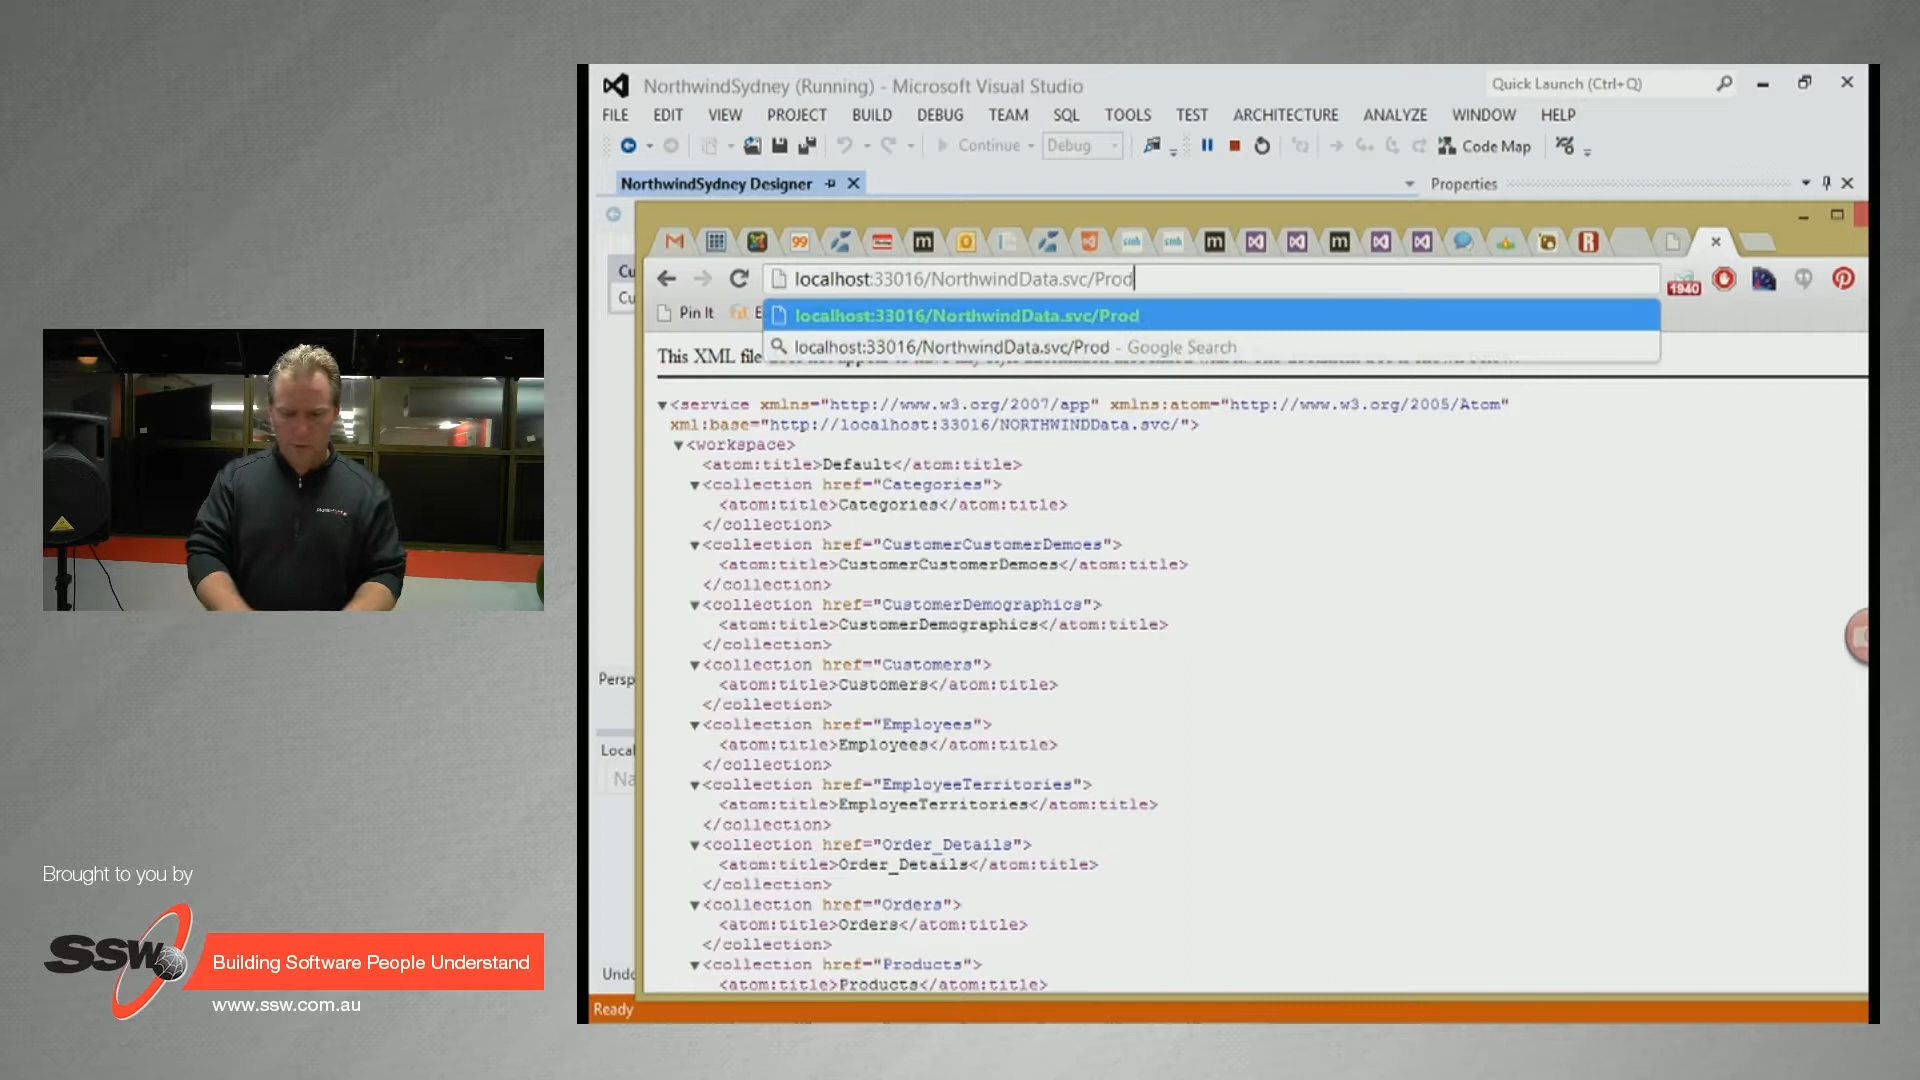 NorthwindSydney (Running) - Microsoft Visual Studio
Quick Launch (Ctrl+Q)
FILE EDIT VIEW PROJECT BUILD DEBUG TEAM SQL TOOLS TEST ARCHITECTURE ANALYZE WINDOW HELP
Continue Debug Code Map
NorthwindSydney Designer
Properties
99 m smh smh m m R
localhost:33016/NorthwindData.svc/Prod
1940
Cu
Cu
Pin It
localhost:33016/NorthwindData.svc/Prod
localhost:33016/NorthwindData.svc/Prod - Google Search
This XML file
<service xmlns="http://www.w3.org/2007/app" xmlns:atom="http://www.w3.org/2005/Atom"
xml:base="http://localhost:33016/NORTHWINDData.svc/">
<workspace>
<atom:title>Default</atom:title>
<collection href="Categories">
<atom:title>Categories</atom:title>
</collection>
<collection href="CustomerCustomerDemoes">
<atom:title>CustomerCustomerDemoes</atom:title>
</collection>
<collection href="CustomerDemographics">
<atom:title>CustomerDemographics</atom:title>
</collection>
<collection href="Customers">
<atom:title>Customers</atom:title>
</collection>
<collection href="Employees">
<atom:title>Employees</atom:title>
</collection>
<collection href="EmployeeTerritories">
<atom:title>EmployeeTerritories</atom:title>
</collection>
<collection href="Order_Details">
<atom:title>Order_Details</atom:title>
</collection>
<collection href="Orders">
<atom:title>Orders</atom:title>
</collection>
<collection href="Products">
<atom:title>Products</atom:title>
Persp
Local
Na
Undo
Ready
Brought to you by
SSW
Building Software People Understand
www.ssw.com.au